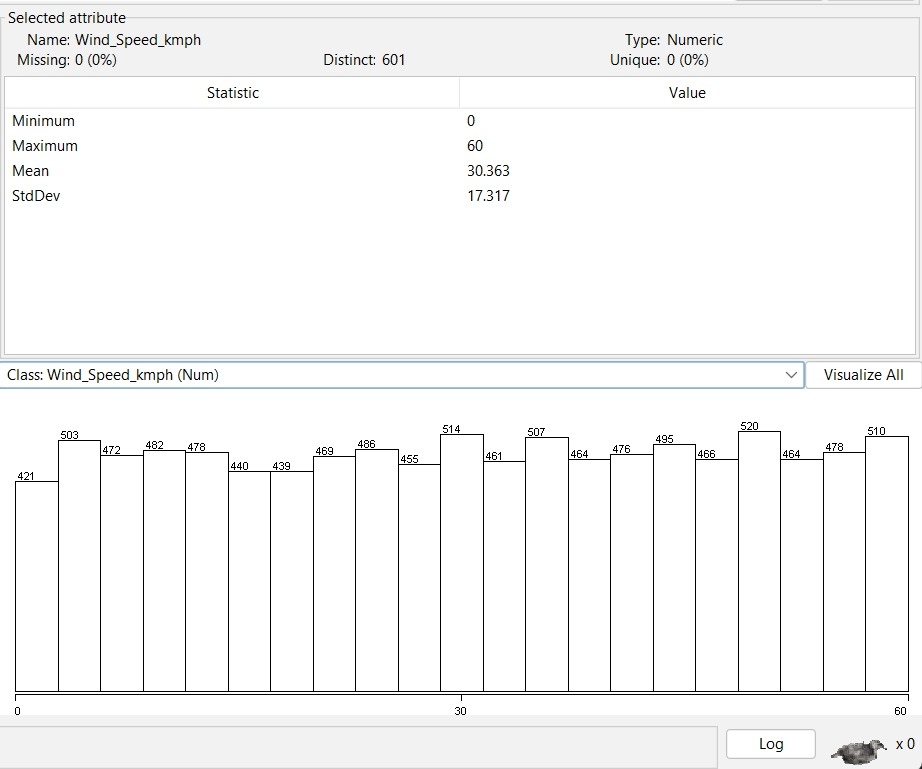 Selected attribute
Name: Wind_Speed_kmph Type: Numeric
Missing: 0 (0%) Distinct: 601 Unique: 0 (0%)
Statistic Value
Minimum 0
Maximum 60
Mean 30.363
StdDev 17.317
Class: Wind_Speed_kmph (Num) Visualize All
421 503 472 482 478 440 439 469 486 455 514 461 507 464 476 495 466 520 464 478 510
0 30 60
Log x 0